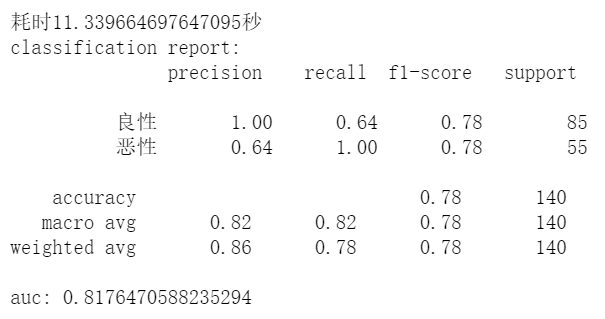 耗时11.339664697647095秒
classification report:
precision recall f1-score support
良性 1.00 0.64 0.78 85
恶性 0.64 1.00 0.78 55
accuracy 0.78 140
macro avg 0.82 0.82 0.78 140
weighted avg 0.86 0.78 0.78 140
auc: 0.8176470588235294